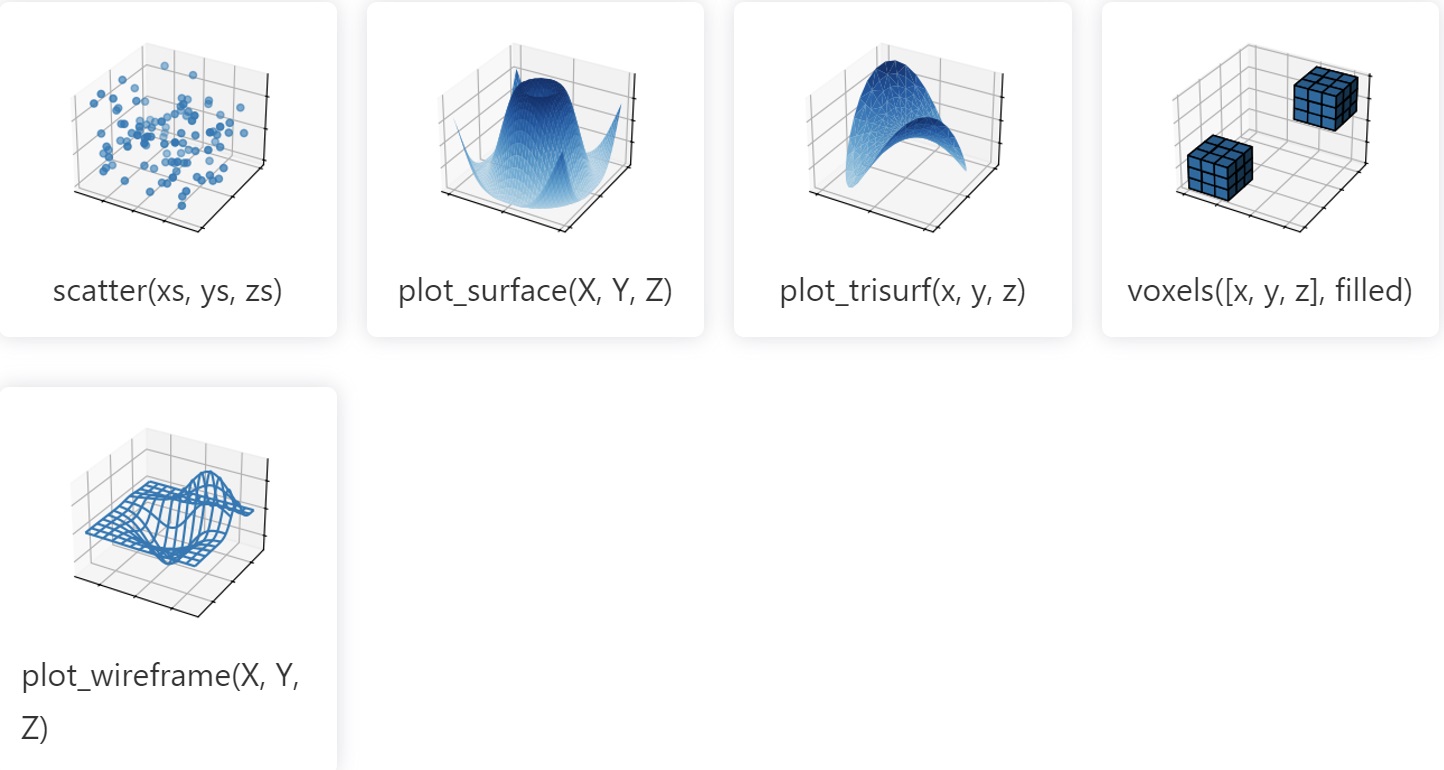 scatter(xs, ys, zs)
plot_surface(X, Y, Z)
plot_trisurf(x, y, z)
voxels([x, y, z], filled)
plot_wireframe(X, Y,
Z)